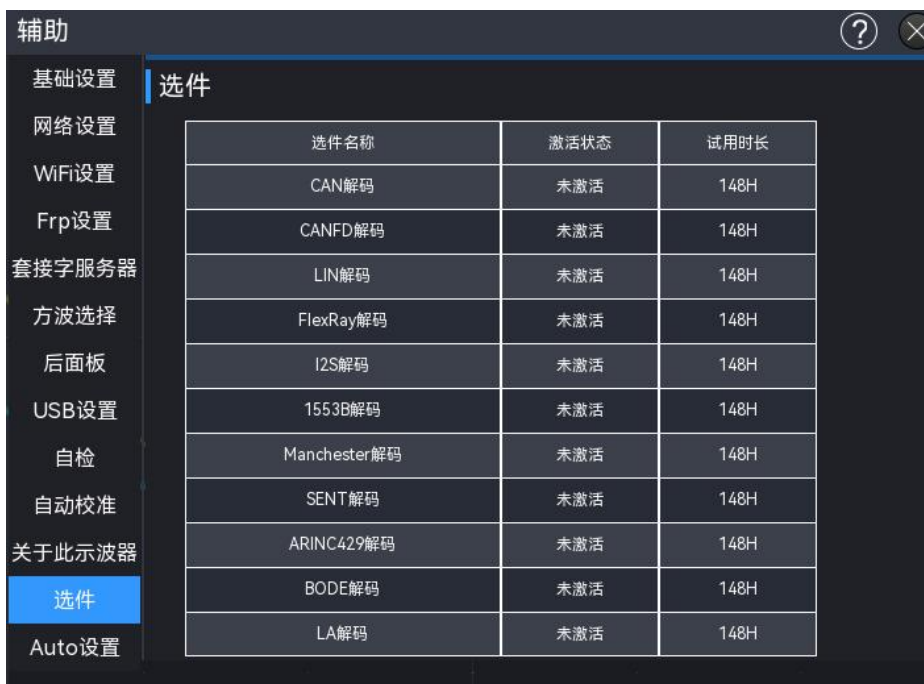 辅助
?
基础设置
网络设置
WiFi设置
Frp设置
套接字服务器
方波选择
后面板
USB设置
自检
自动校准
关于此示波器
选件
Auto设置
选件
选件名称 激活状态 试用时长
CAN解码 未激活 148H
CANFD解码 未激活 148H
LIN解码 未激活 148H
FlexRay解码 未激活 148H
I2S解码 未激活 148H
1553B解码 未激活 148H
Manchester解码 未激活 148H
SENT解码 未激活 148H
ARINC429解码 未激活 148H
BODE解码 未激活 148H
LA解码 未激活 148H